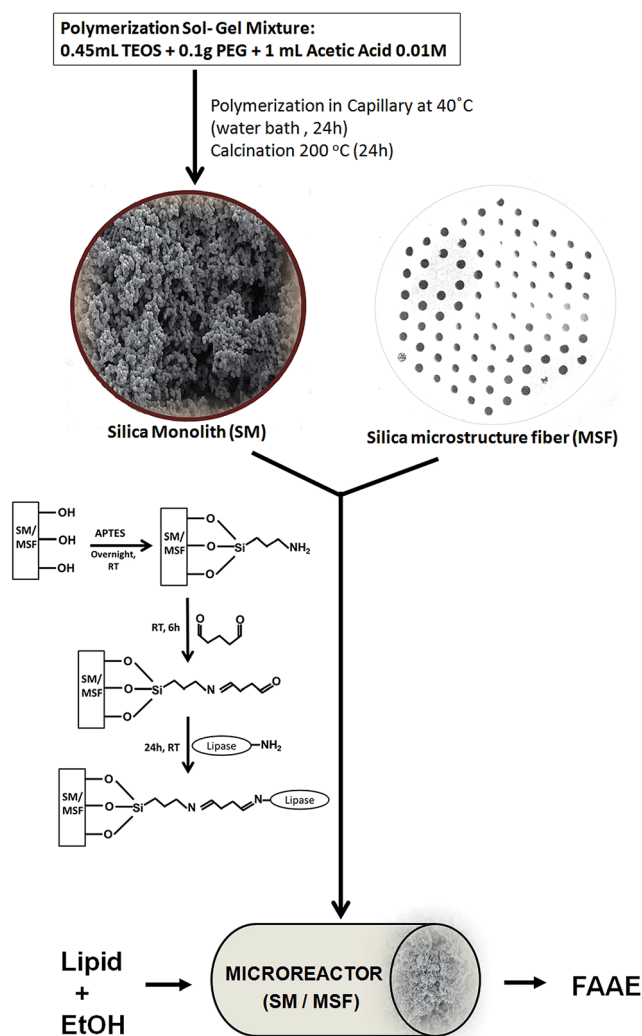 Polymerization Sol- Gel Mixture:
0.45mL TEOS + 0.1g PEG + 1 mL Acetic Acid 0.01M
Polymerization in Capillary at 40˚C
(water bath , 24h)
Calcination 200 ºC (24h)
Silica Monolith (SM)
Silica microstructure fiber (MSF)
SM/
MSF
OH
OH
OH
APTES
Overnight,
RT
SM/
MSF
O
O
O
Si
NH2
RT, 6h
O
O
SM/
MSF
O
O
O
Si
N
O
24h, RT
Lipase
NH2
SM/
MSF
O
O
O
Si
N
N
Lipase
Lipid
+
EtOH
MICROREACTOR
(SM / MSF)
FAAE